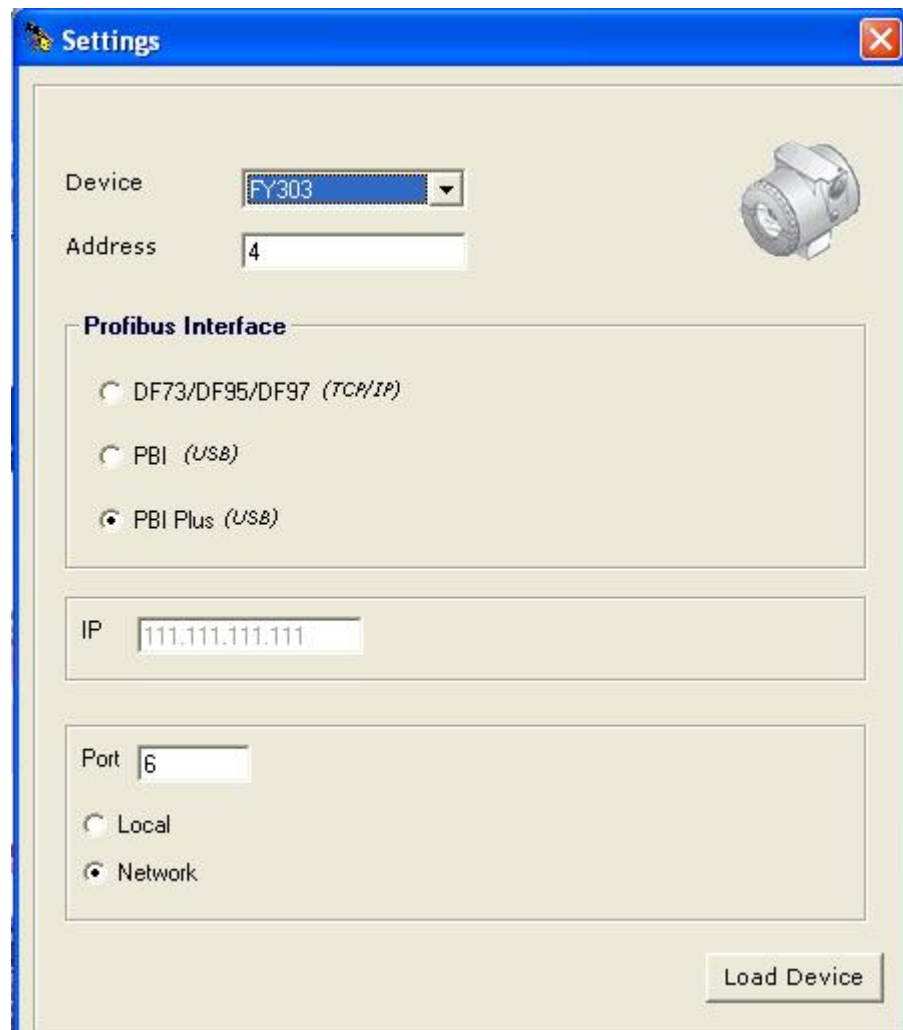 Settings
Device FY303
Address 4
Profibus Interface
DF73/DF95/DF97 (TCP/IP)
PBI (USB)
PBI Plus (USB)
IP 111.111.111.111
Port 6
Local
Network
Load Device